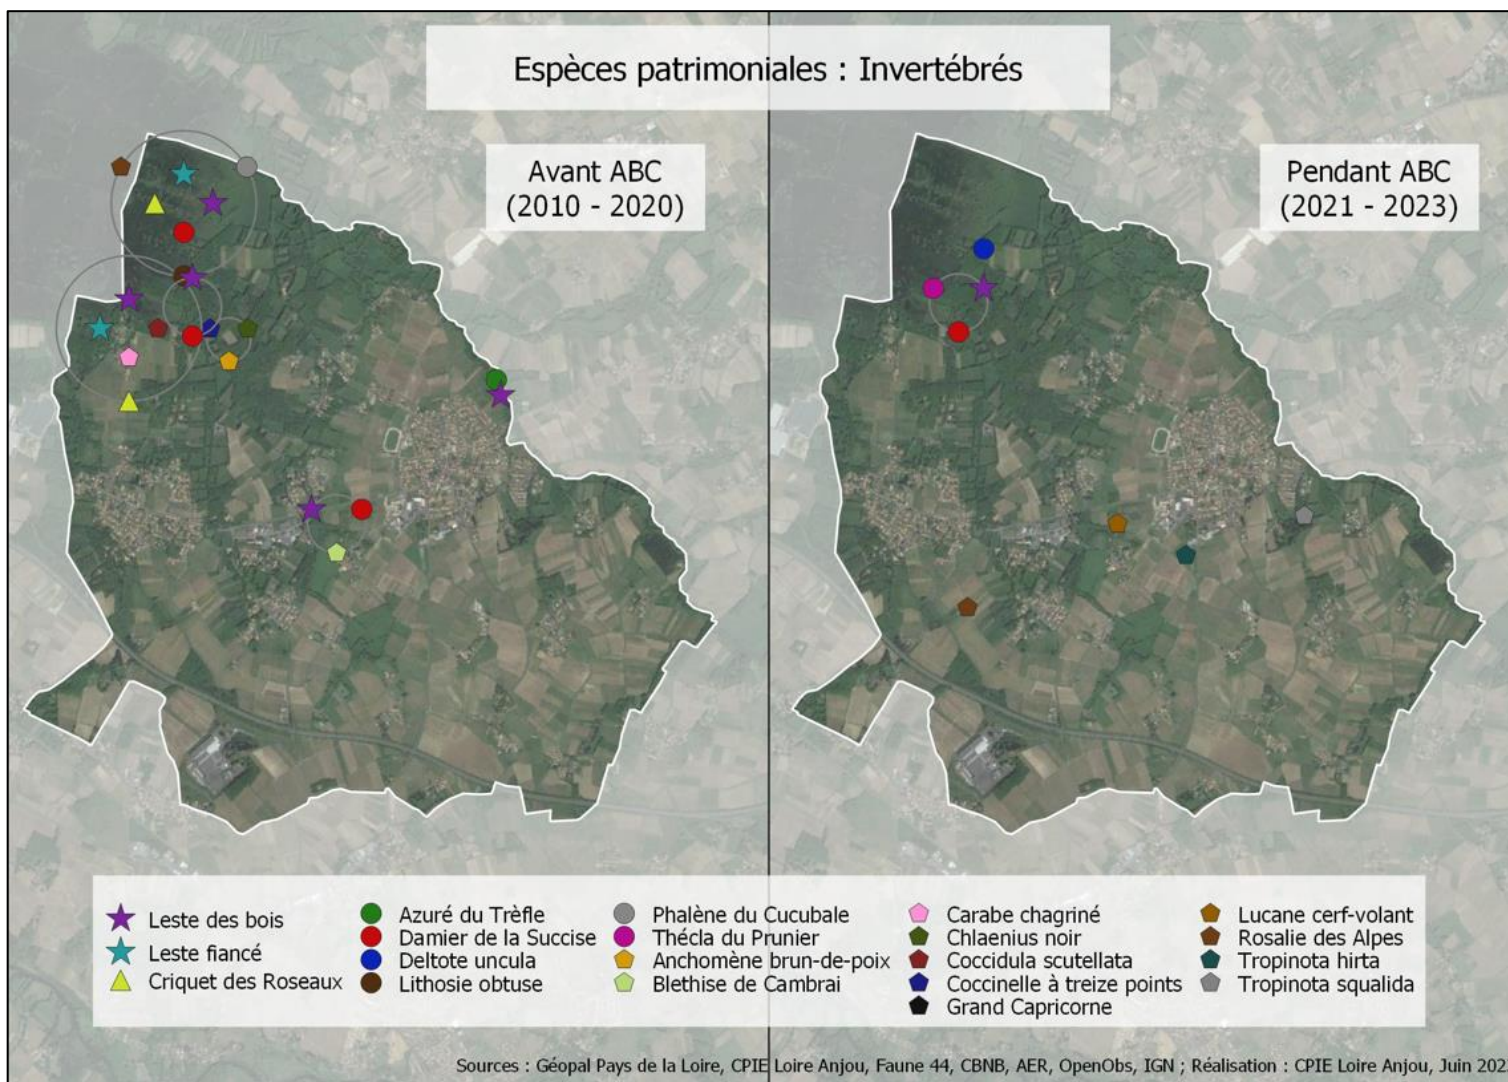 Espèces patrimoniales : Invertébrés
Avant ABC
(2010 - 2020)
Pendant ABC
(2021 - 2023)
Leste des bois
Leste fiancé
Criquet des Roseaux
Azuré du Trèfle
Damier de la Succise
Deltote uncula
Lithosie obtuse
Phalène du Cucubale
Thécla du Prunier
Anchomène brun-de-poix
Blethise de Cambrai
Carabe chagriné
Chlaenius noir
Coccidula scutellata
Coccinelle à treize points
Grand Capricorne
Lucane cerf-volant
Rosalie des Alpes
Tropinota hirta
Tropinota squalida
Sources : Géopal Pays de la Loire, CPIE Loire Anjou, Faune 44, CBNB, AER, OpenObs, IGN ; Réalisation : CPIE Loire Anjou, Juin 202